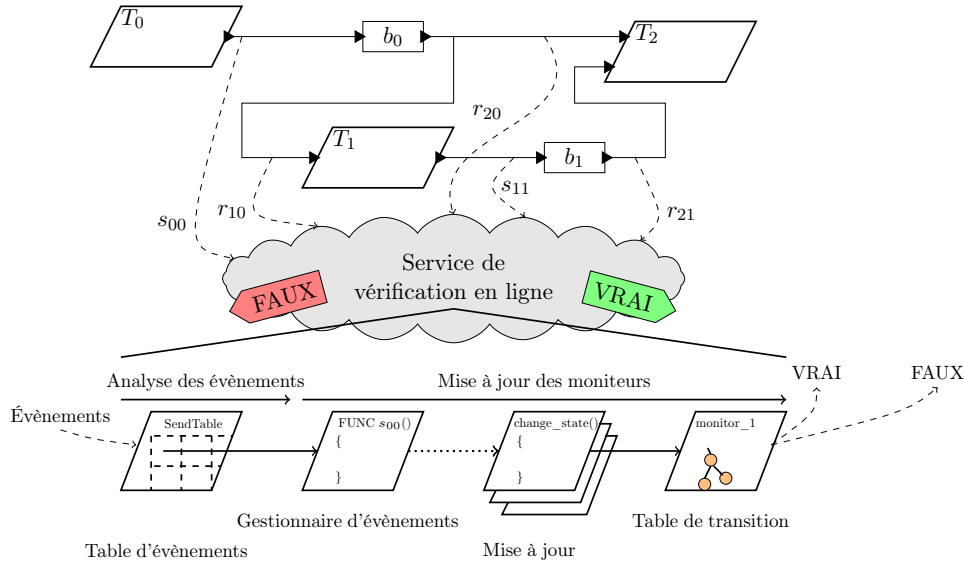 T0
b0
T2
r20
T1
b1
s11
s00
r10
r21
Service de
vérification en ligne
FAUX
VRAI
Analyse des évènements
Mise à jour des moniteurs
VRAI
FAUX
Évènements
SendTable
FUNC s00()
{
}
change_state()
{
}
monitor_1
Gestionnaire d'évènements
Table de transition
Table d'évènements
Mise à jour